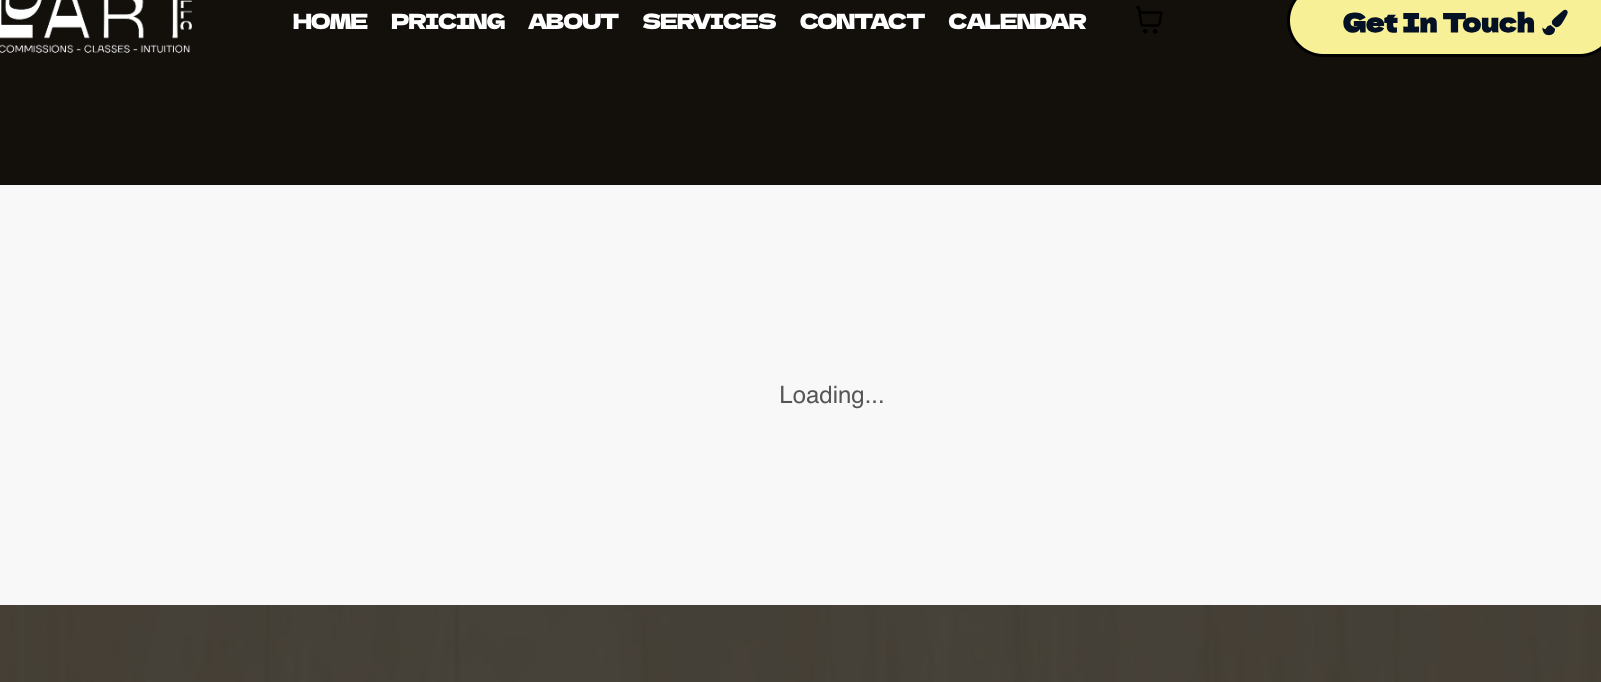 ART
LLC
COMMISSIONS - CLASSES - INTUITION
HOME PRICING ABOUT SERVICES CONTACT CALENDAR
Get In Touch
Loading...